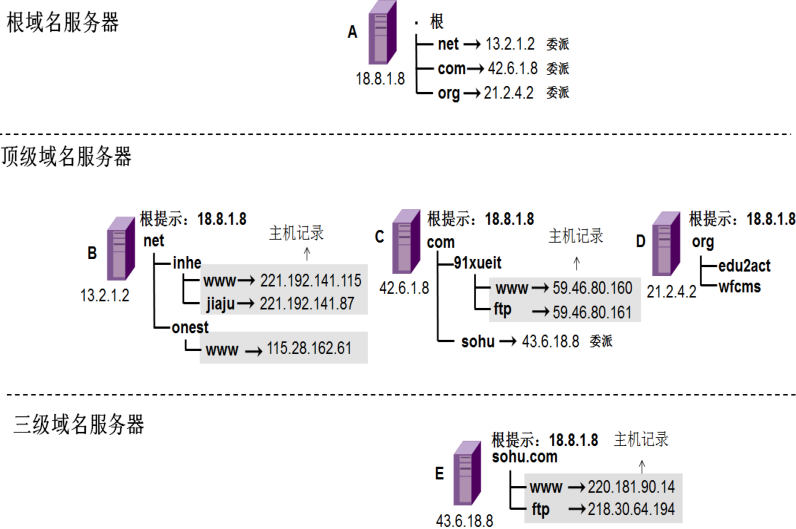 根域名服务器
A
18.8.1.8
· 根
net → 13.2.1.2 委派
com → 42.6.1.8 委派
org → 21.2.4.2 委派
顶级域名服务器
B
13.2.1.2
根提示：18.8.1.8
net
主机记录
inhe
www → 221.192.141.115
jiaju → 221.192.141.87
onest
www → 115.28.162.61
C
42.6.1.8
根提示：18.8.1.8
com
主机记录
91xueit
www → 59.46.80.160
ftp → 59.46.80.161
sohu → 43.6.18.8 委派
D
21.2.4.2
根提示：18.8.1.8
org
edu2act
wfcms
三级域名服务器
E
43.6.18.8
根提示：18.8.1.8
主机记录
sohu.com
www → 220.181.90.14
ftp → 218.30.64.194